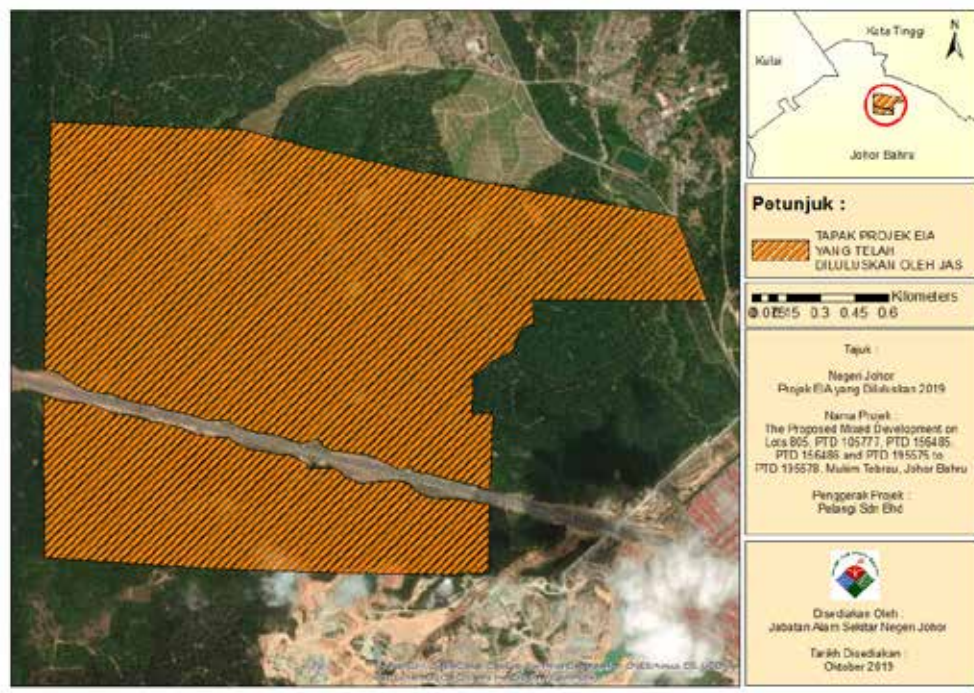 Kota Tinggi
N
Kulai
Johor Bahru
Petunjuk :
TAPAK PROJEK EIA
YANG TELAH
DILULUSKAN OLEH JAS
Kilometers
0.3 0.45 0.6
Tajuk :
Negeri Johor
Projek EIA yang Diluluskan 2019
Nama Projek :
The Proposed Mixed Development on
Lots 805, PTD 105777, PTD 156485,
PTD 156486 and PTD 195575 to
PTD 195578, Mukim Tebrau, Johor Bahru
Penggerak Projek :
Pelangi Sdn Bhd
Disediakan Oleh :
Jabatan Alam Sekitar Negeri Johor
Tarikh Disediakan :
Oktober 2019